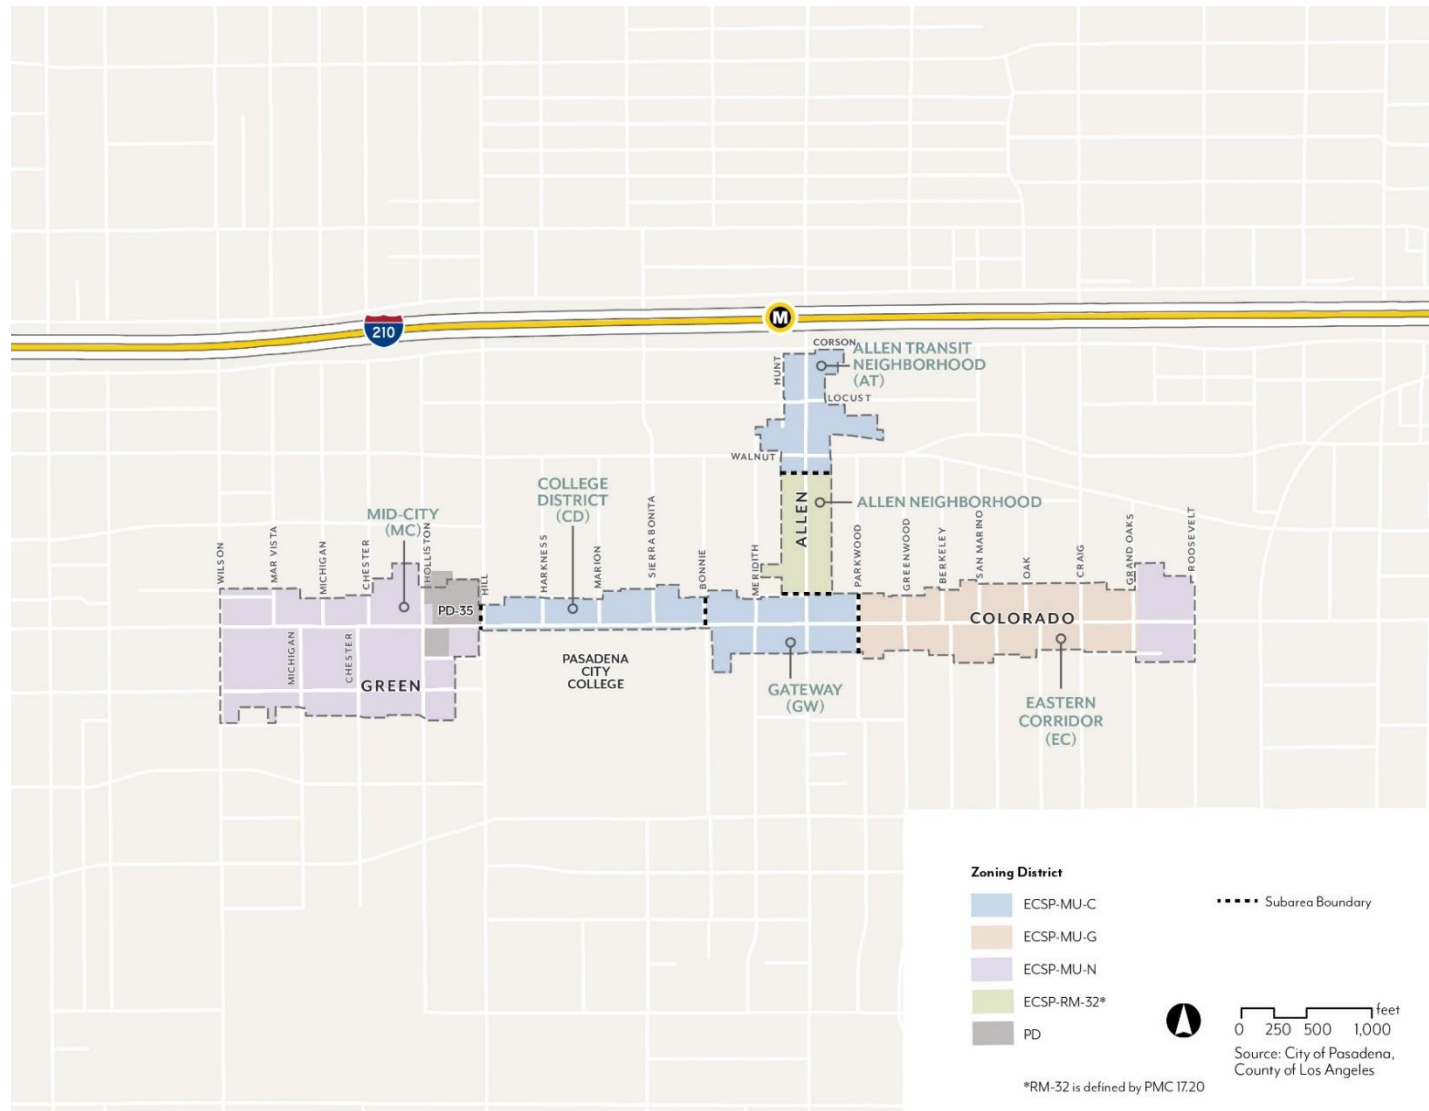 M
210
CORSON
HUNT
ALLEN TRANSIT
NEIGHBORHOOD
(AT)
LOCUST
WALNUT
COLLEGE
DISTRICT
(CD)
ALLEN
ALLEN NEIGHBORHOOD
MID-CITY
(MC)
WILSON
MAR VISTA
MICHIGAN
CHESTER
HOLLISTON
HILL
HARKNESS
MARION
SIERRA BONITA
BONNIE
MERIDITH
PARKWOOD
GREENWOOD
BERKELEY
SAN MARINO
OAK
CRAIG
GRAND OAKS
ROOSEVELT
PD-35
COLORADO
MICHIGAN
CHESTER
GREEN
PASADENA
CITY
COLLEGE
GATEWAY
(GW)
EASTERN
CORRIDOR
(EC)
Zoning District
ECSP-MU-C
ECSP-MU-G
ECSP-MU-N
ECSP-RM-32*
PD
Subarea Boundary
feet
0 250 500 1,000
Source: City of Pasadena,
County of Los Angeles
*RM-32 is defined by PMC 17.20